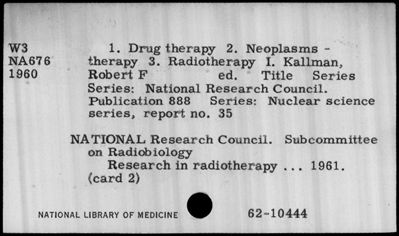 W3 1. Drug therapy 2. Neoplasms -
NA676 therapy 3. Radiotherapy I. Kallman,
1960 Robert F ed. Title Series
Series: National Research Council.
Publication 888 Series: Nuclear science
series, report no. 35
NATIONAL Research Council. Subcommittee
on Radiobiology
Research in radiotherapy ... 1961.
(card 2)
NATIONAL LIBRARY OF MEDICINE 62-10444